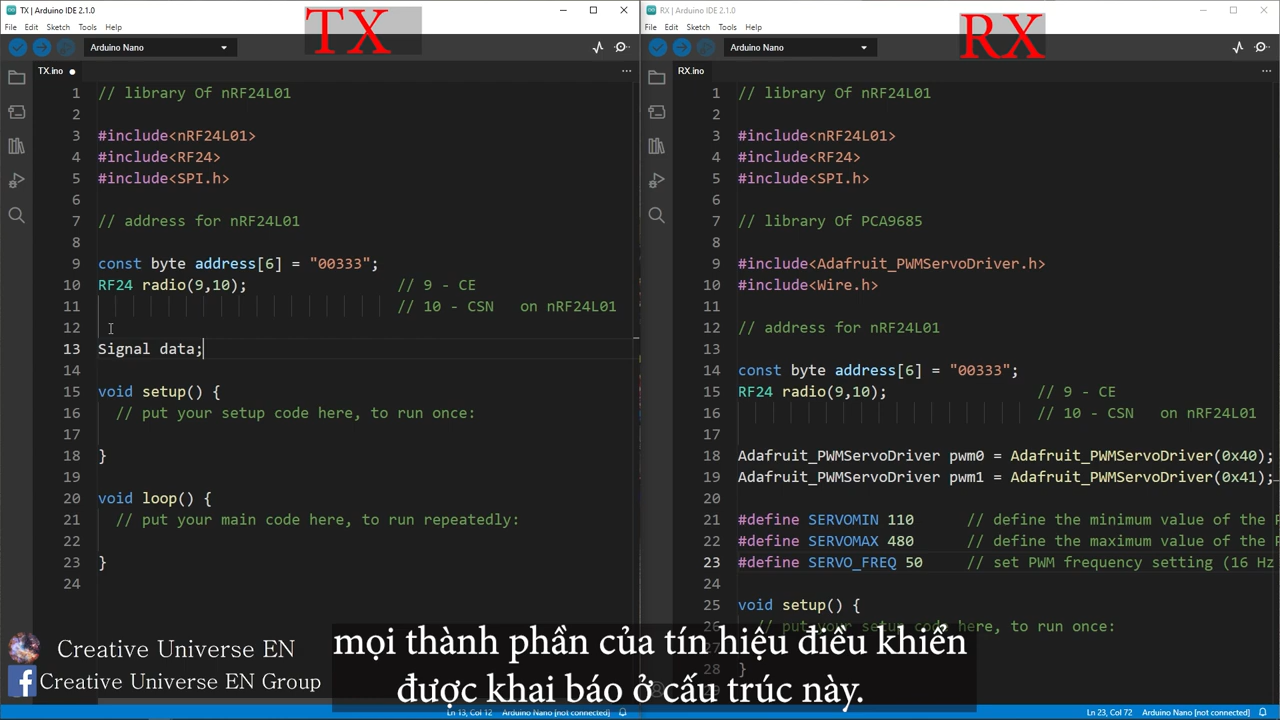 TX | Arduino IDE 2.1.0
File Edit Sketch Tools Help
TX
Arduino Nano
TX.ino
1 // library Of nRF24L01
2
3 #include<nRF24L01>
4 #include<RF24>
5 #include<SPI.h>
6
7 // address for nRF24L01
8
9 const byte address[6] = "00333";
10 RF24 radio(9,10); // 9 - CE
11 // 10 - CSN on nRF24L01
12
13 Signal data;
14
15 void setup() {
16 // put your setup code here, to run once:
17
18 }
19
20 void loop() {
21 // put your main code here, to run repeatedly:
22
23 }
24
Ln 13, Col 12 Arduino Nano [not connected]
RX | Arduino IDE 2.1.0
File Edit Sketch Tools Help
RX
Arduino Nano
RX.ino
1 // library Of nRF24L01
2
3 #include<nRF24L01>
4 #include<RF24>
5 #include<SPI.h>
6
7 // library Of PCA9685
8
9 #include<Adafruit_PWMServoDriver.h>
10 #include<Wire.h>
11
12 // address for nRF24L01
13
14 const byte address[6] = "00333";
15 RF24 radio(9,10); // 9 - CE
16 // 10 - CSN on nRF24L01
17
18 Adafruit_PWMServoDriver pwm0 = Adafruit_PWMServoDriver(0x40);
19 Adafruit_PWMServoDriver pwm1 = Adafruit_PWMServoDriver(0x41);
20
21 #define SERVOMIN 110 // define the minimum value of the
22 #define SERVOMAX 480 // define the maximum value of the
23 #define SERVO_FREQ 50 // set PWM frequency setting (16 Hz
24
25 void setup() {
26 // put your setup code here, to run once:
28 }
Ln 23, Col 72 Arduino Nano [not connected]
Creative Universe EN
Creative Universe EN Group
mọi thành phần của tín hiệu điều khiển
được khai báo ở cấu trúc này.